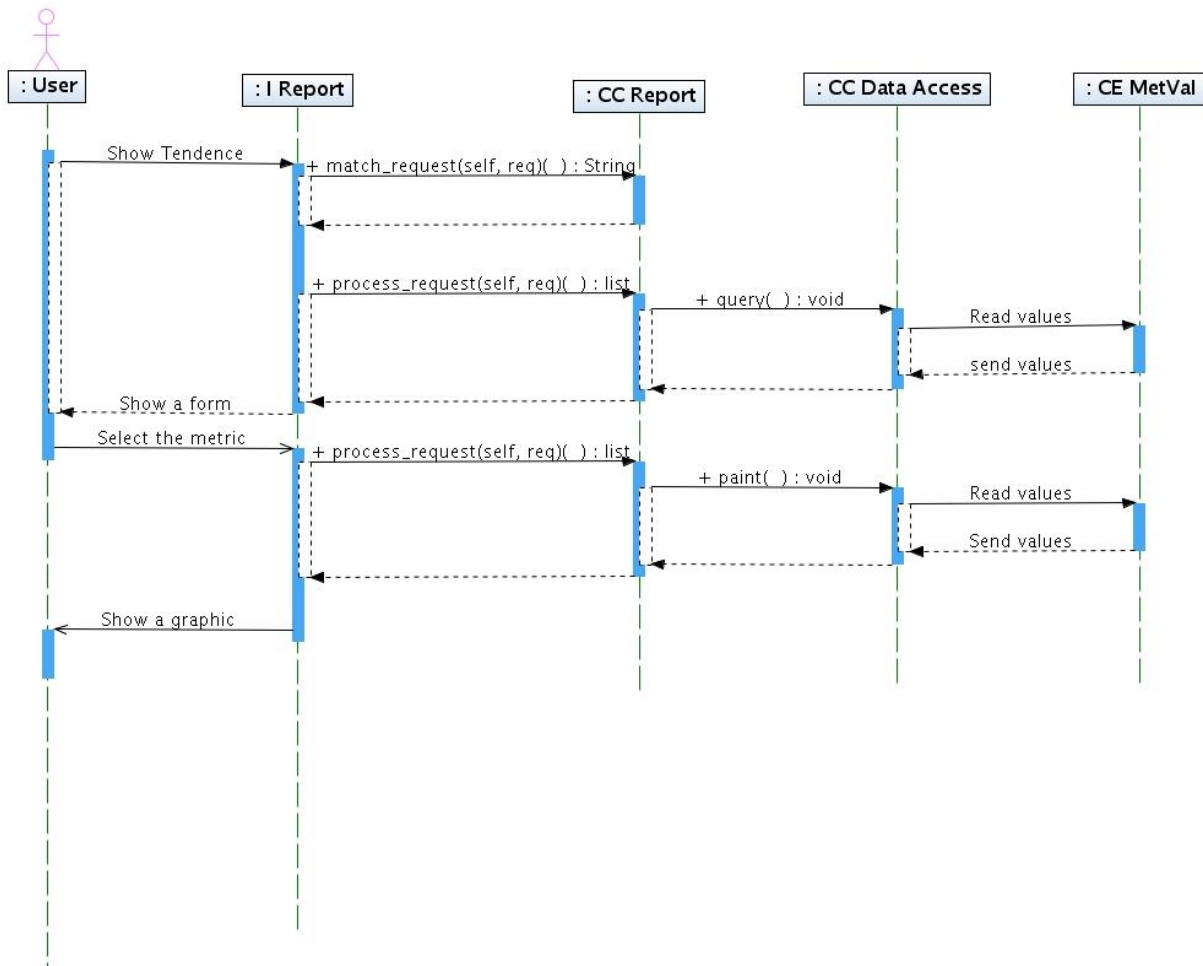 : User
: I Report
: CC Report
: CC Data Access
: CE MetVal
Show Tendence
+ match_request(self, req)( ) : String
+ process_request(self, req)( ) : list
+ query( ) : void
Read values
send values
Show a form
Select the metric
+ process_request(self, req)( ) : list
+ paint( ) : void
Read values
Send values
Show a graphic